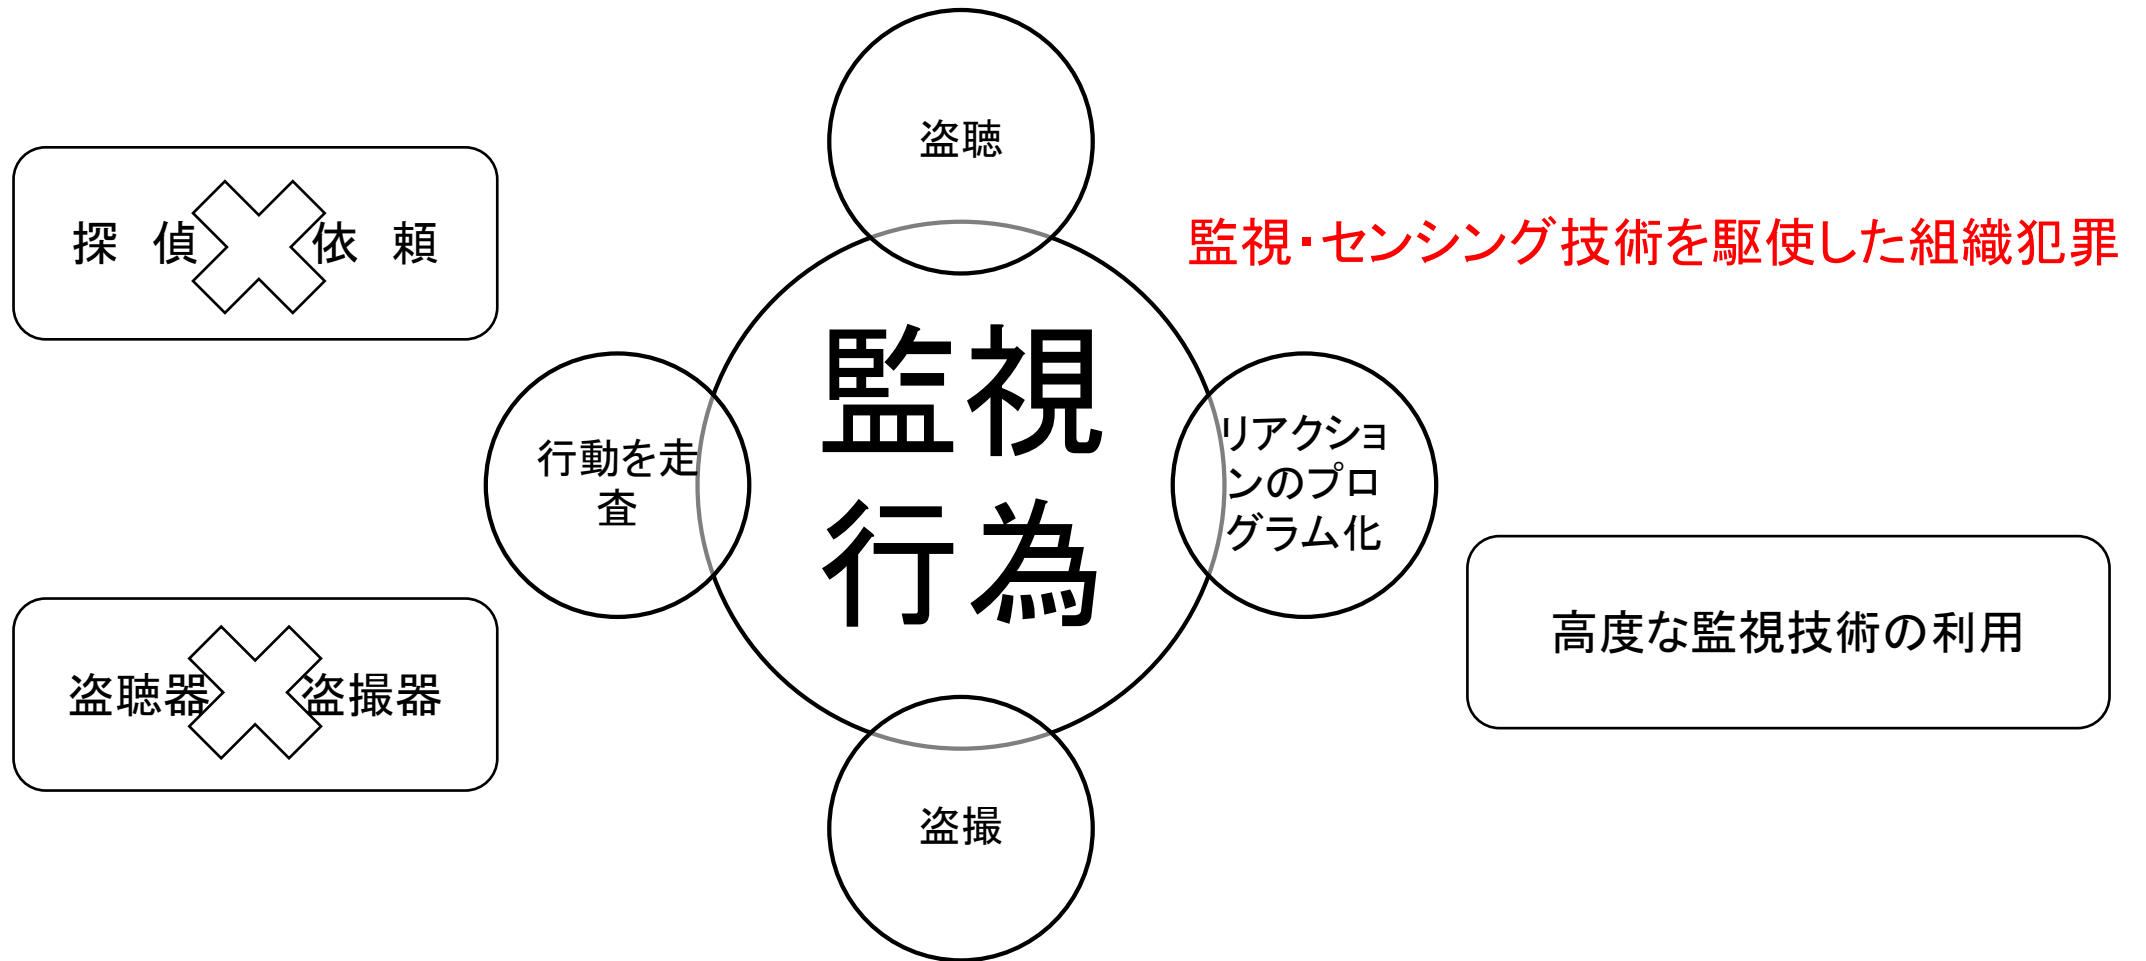 盗聴
監視・センシング技術を駆使した組織犯罪
探 偵 依 頼
監視
行為
行動を走
査
リアクショ
ンのプロ
グラム化
高度な監視技術の利用
盗聴器 盗撮器
盗撮